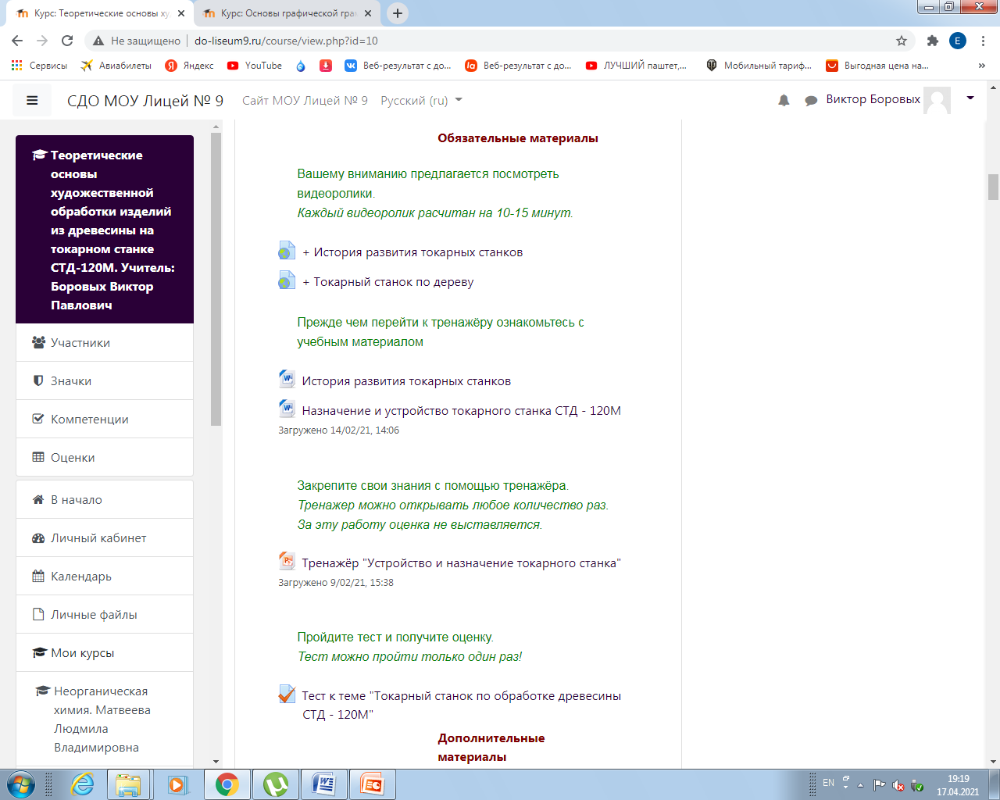 Курс: Теоретические основы ху
Курс: Основы графической гра
Не защищено
do-liseum9.ru/course/view.php?id=10
E
Сервисы
Авиабилеты
Яндекс
YouTube
Веб-результат с до...
Веб-результат с до...
ЛУЧШИЙ паштет,...
Мобильный тариф...
Выгодная цена на...
»
СДО МОУ Лицей № 9
Сайт МОУ Лицей № 9
Русский (ru)
Виктор Боровых
Теоретические
основы
художественной
обработки изделий
из древесины на
токарном станке
СТД-120М. Учитель:
Боровых Виктор
Павлович
Участники
Значки
Компетенции
Оценки
В начало
Личный кабинет
Календарь
Личные файлы
Мои курсы
Неорганическая
химия. Матвеева
Людмила
Владимировна
Обязательные материалы
Вашему вниманию предлагается посмотреть
видеоролики.
Каждый видеоролик расчитан на 10-15 минут.
+ История развития токарных станков
+ Токарный станок по дереву
Прежде чем перейти к тренажёру ознакомьтесь с
учебным материалом
История развития токарных станков
Назначение и устройство токарного станка СТД - 120М
Загружено 14/02/21, 14:06
Закрепите свои знания с помощью тренажёра.
Тренажер можно открывать любое количество раз.
За эту работу оценка не выставляется.
Тренажёр "Устройство и назначение токарного станка"
Загружено 9/02/21, 15:38
Пройдите тест и получите оценку.
Тест можно пройти только один раз!
Тест к теме "Токарный станок по обработке древесины
СТД - 120М"
Дополнительные
материалы
EN
19:19
17.04.2021